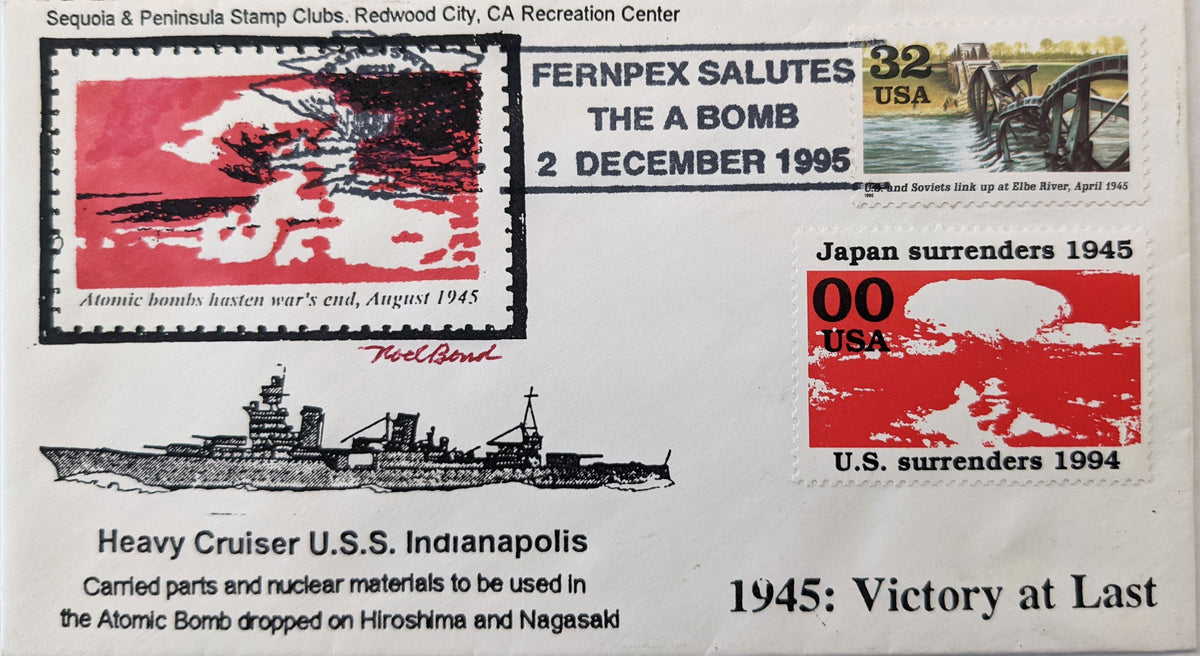 Sequoia & Peninsula Stamp Clubs. Redwood City, CA Recreation Center
FERNPEX SALUTES
THE A BOMB
2 DECEMBER 1995
32
USA
U.S. and Soviets link up at Elbe River, April 1945
1995
Atomic bombs hasten war's end, August 1945
Noel Bond
Japan surrenders 1945
00
USA
U.S. surrenders 1994
Heavy Cruiser U.S.S. Indianapolis
Carried parts and nuclear materials to be used in
the Atomic Bomb dropped on Hiroshima and Nagasaki
1945: Victory at Last